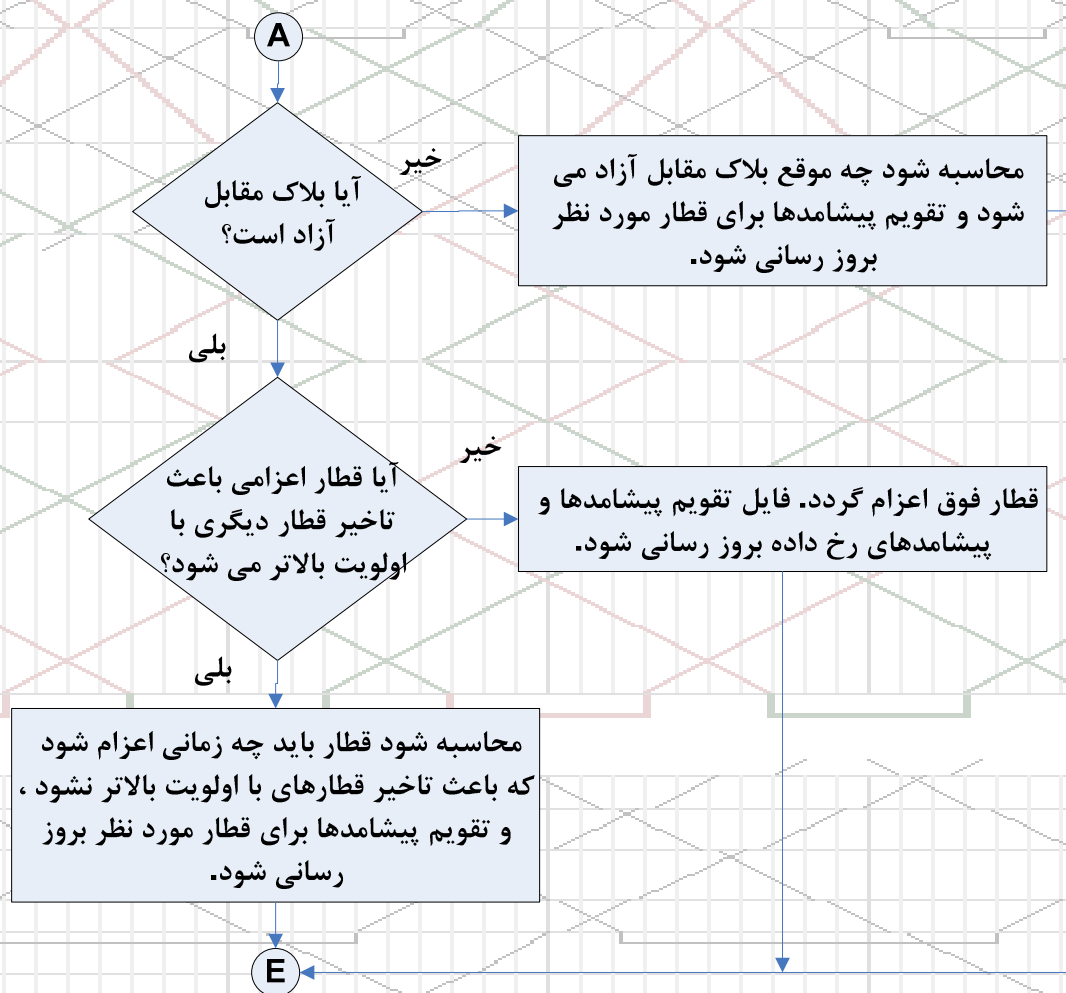 A
آیا بلاک مقابل
آزاد است؟
خیر
محاسبه شود چه موقع بلاک مقابل آزاد می
شود و تقویم پیشامدها برای قطار مورد نظر
بروز رسانی شود.
بلی
آیا قطار اعزامی باعث
تاخیر قطار دیگری با
اولویت بالاتر می شود؟
خیر
قطار فوق اعزام گردد. فایل تقویم پیشامدها و
پیشامدهای رخ داده بروز رسانی شود.
بلی
محاسبه شود قطار باید چه زمانی اعزام شود
که باعث تاخیر قطارهای با اولویت بالاتر نشود ،
و تقویم پیشامدها برای قطار مورد نظر بروز
رسانی شود.
E